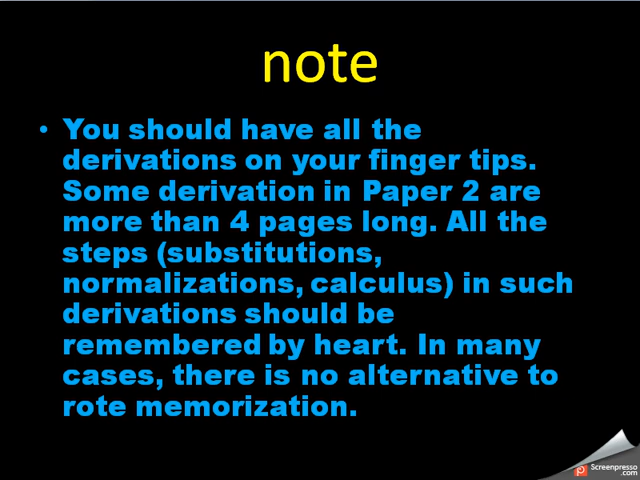 note
• You should have all the
derivations on your finger tips.
Some derivation in Paper 2 are
more than 4 pages long. All the
steps (substitutions,
normalizations, calculus) in such
derivations should be
remembered by heart. In many
cases, there is no alternative to
rote memorization.
Screenpresso
.com